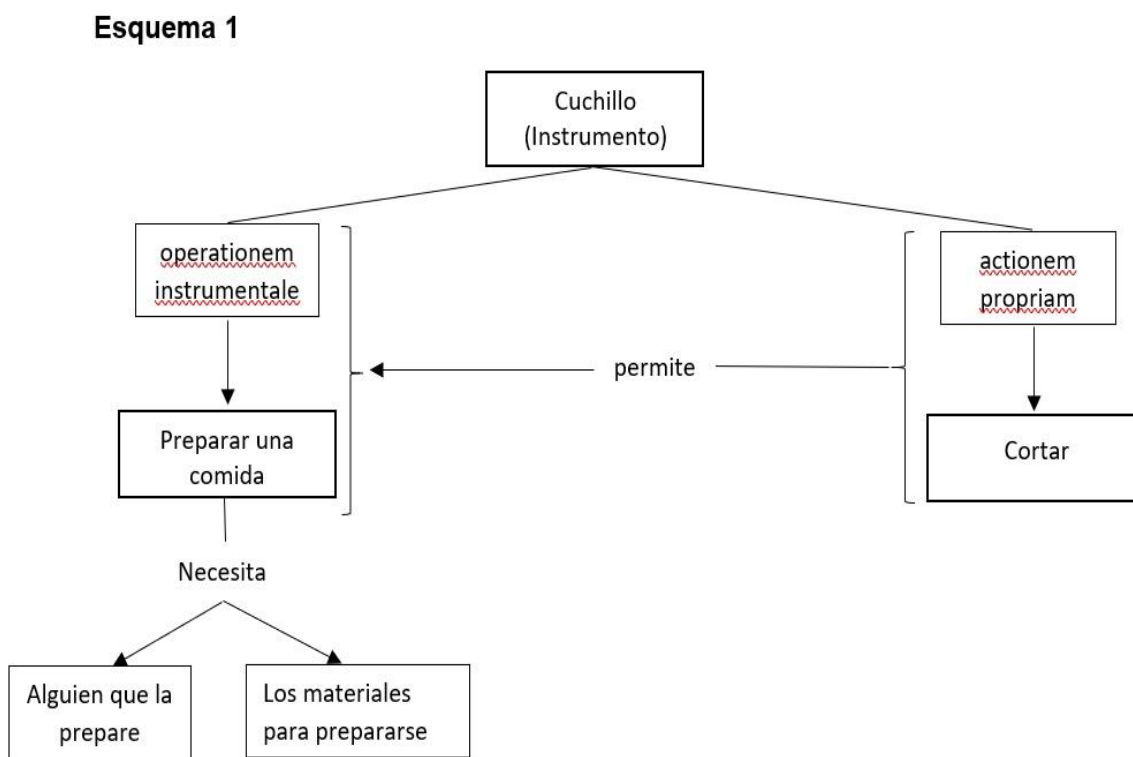 Esquema 1
Cuchillo
(Instrumento)
operationem
instrumentale
actionem
propriam
permite
Preparar una
comida
Cortar
Necesita
Alguien que la
prepare
Los materiales
para prepararse